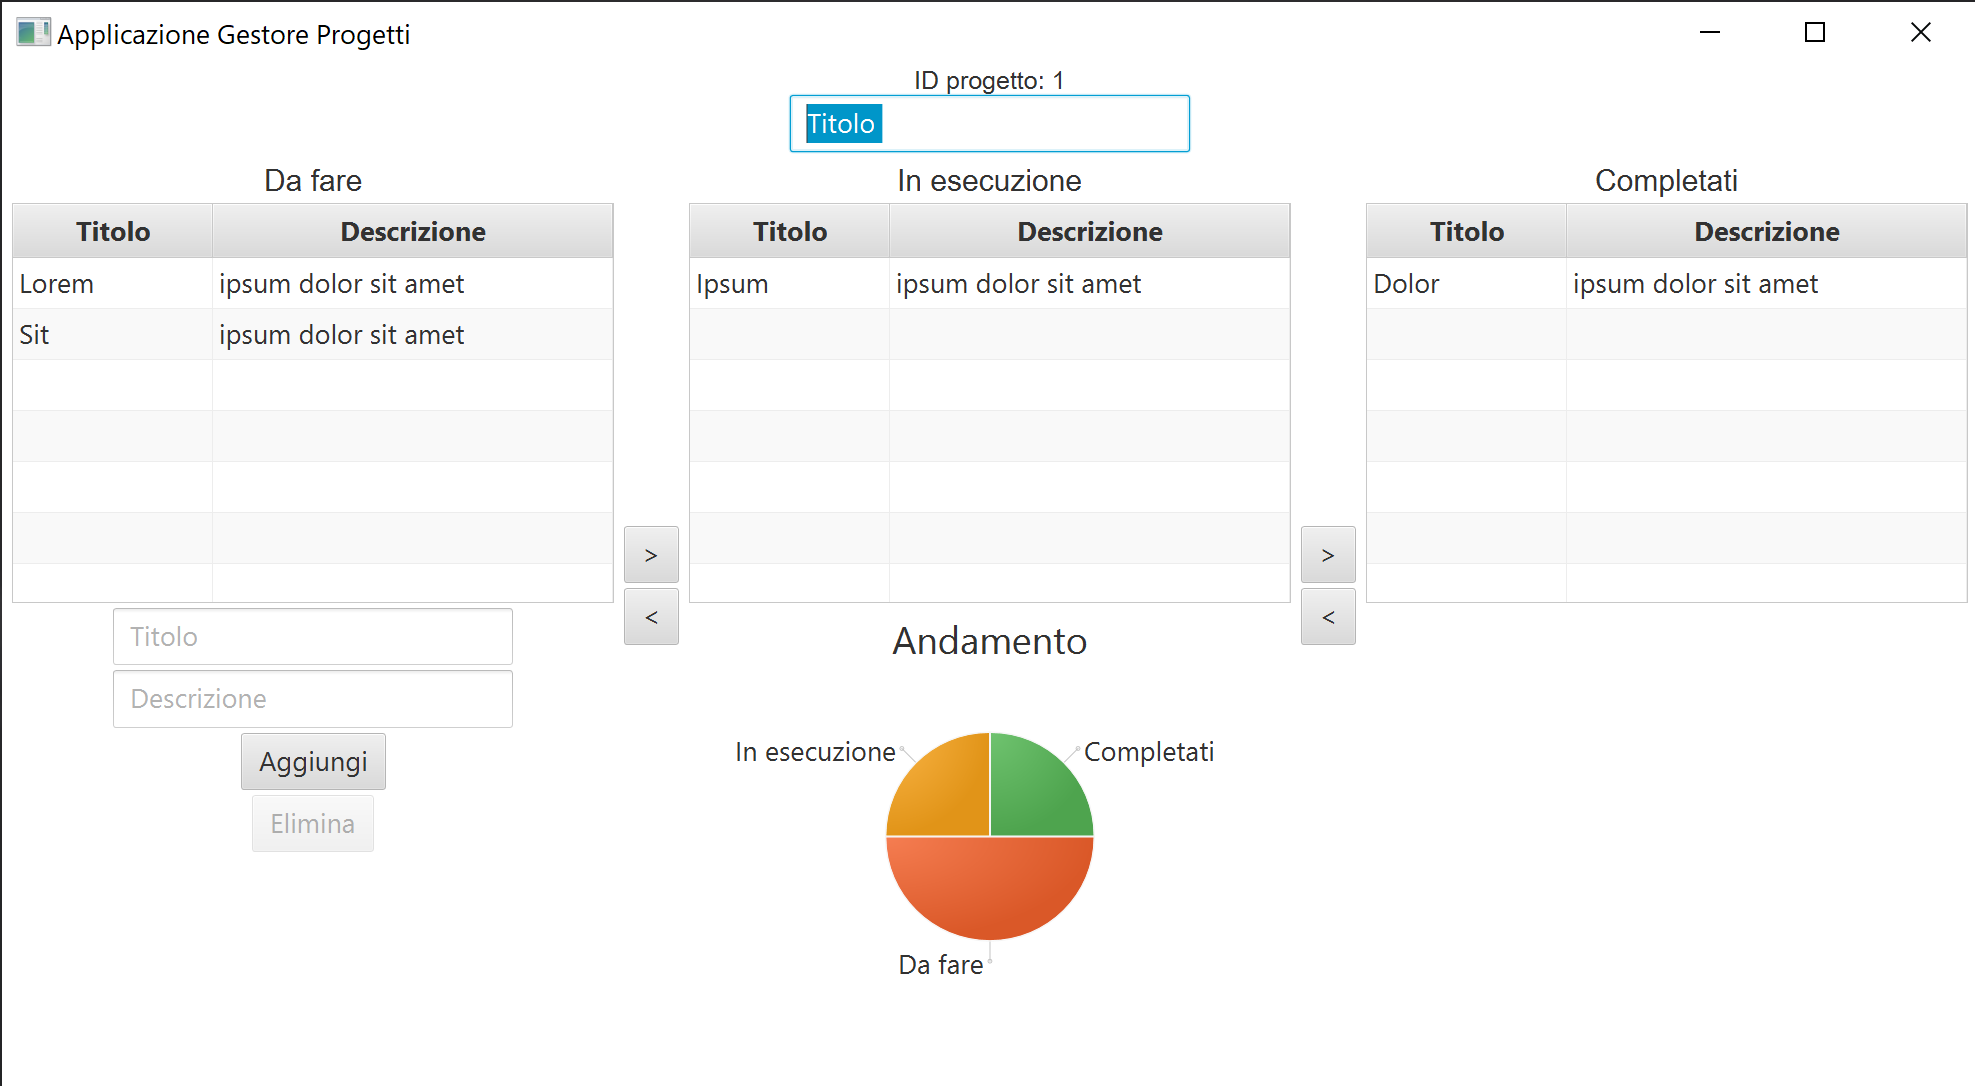 Applicazione Gestore Progetti
ID progetto: 1
Titolo
Da fare
In esecuzione
Completati
Titolo Descrizione
Lorem ipsum dolor sit amet
Sit ipsum dolor sit amet
Titolo Descrizione
Ipsum ipsum dolor sit amet
Titolo Descrizione
Dolor ipsum dolor sit amet
>
<
>
<
Titolo
Descrizione
Aggiungi
Elimina
Andamento
In esecuzione
Completati
Da fare